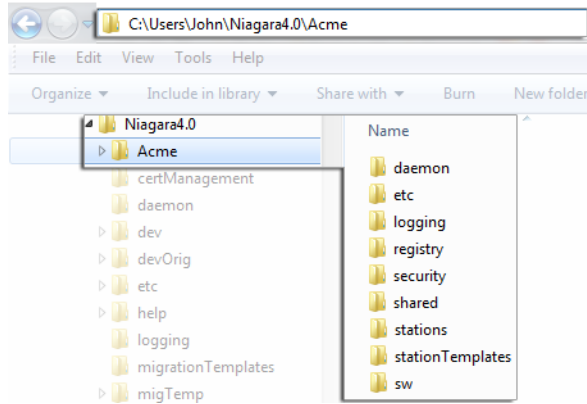 C:\Users\John\Niagara4.0\Acme
File Edit View Tools Help
Organize Include in library Share with Burn New folder
Niagara4.0
Acme
certManagement
daemon
dev
devOrig
etc
help
logging
migrationTemplates
migTemp
Name
daemon
etc
logging
registry
security
shared
stations
stationTemplates
sw